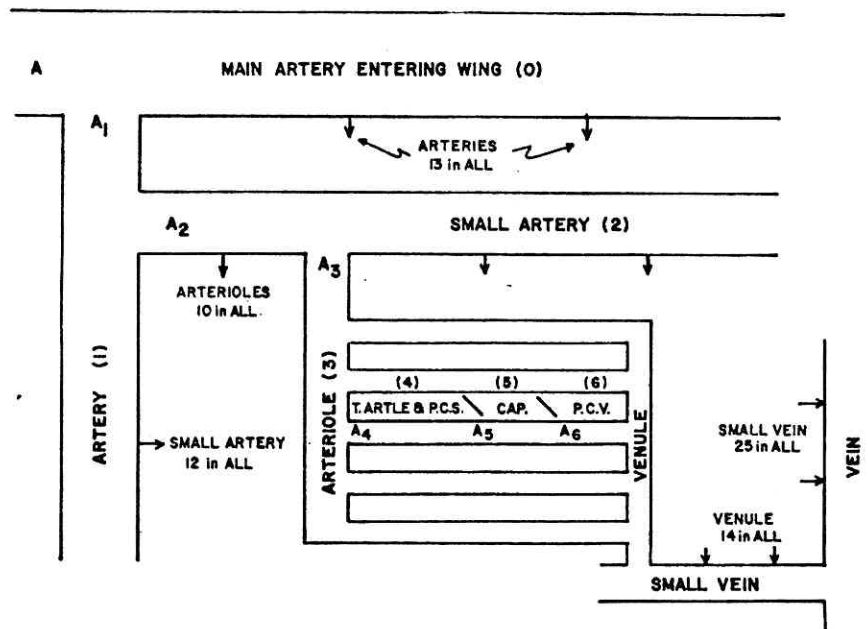 A MAIN ARTERY ENTERING WING (0)
A1
ARTERIES
13 in ALL
A2 SMALL ARTERY (2)
A3
ARTERIOLES
10 in ALL.
ARTERY (1)
ARTERIOLE (3)
(4) (5) (6)
T. ARTLE & P.C.S. CAP. P.C.V.
A4 A5 A6
VENULE
SMALL ARTERY
12 in ALL
SMALL VEIN
25 in ALL
VEIN
VENULE
14 in ALL
SMALL VEIN